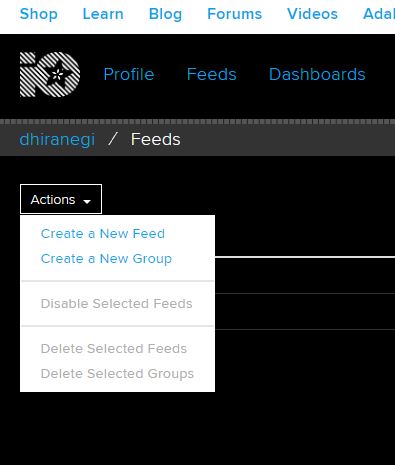 Shop Learn Blog Forums Videos Ada
io Profile Feeds Dashboards
dhiranegi / Feeds
Actions
Create a New Feed
Create a New Group
Disable Selected Feeds
Delete Selected Feeds
Delete Selected Groups